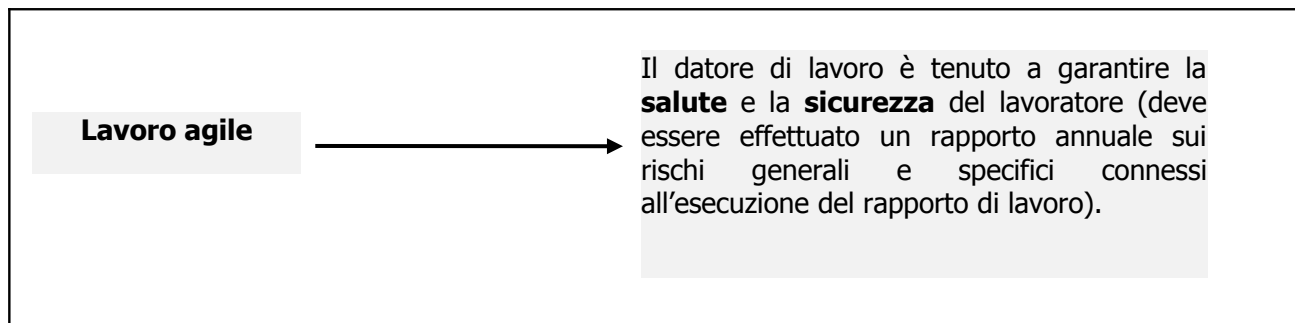 Lavoro agile
Il datore di lavoro è tenuto a garantire la
salute e la sicurezza del lavoratore (deve
essere effettuato un rapporto annuale sui
rischi generali e specifici connessi
all'esecuzione del rapporto di lavoro).